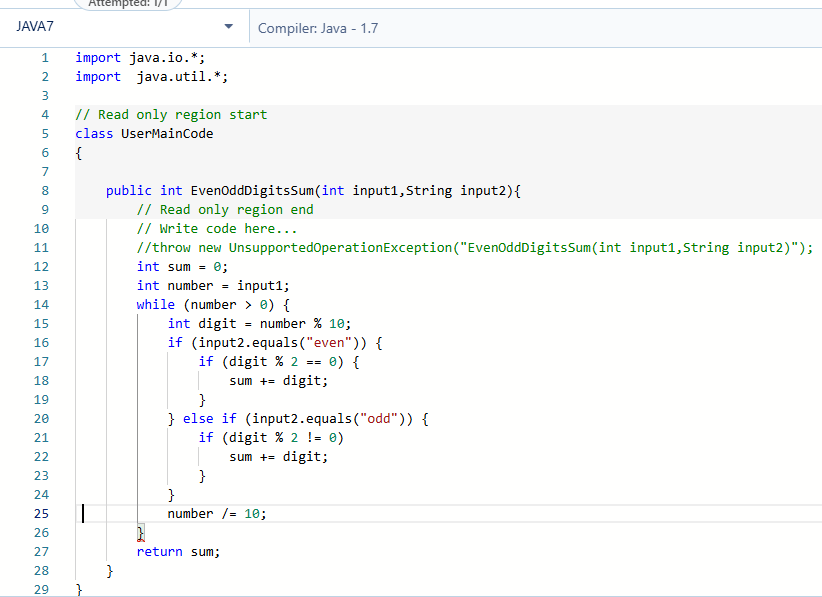 Attempted: 1/1
JAVA7
Compiler: Java - 1.7
1 import java.io.*;
2 import  java.util.*;
3
4 // Read only region start
5 class UserMainCode
6 {
7
8     public int EvenOddDigitsSum(int input1,String input2){
9         // Read only region end
10         // Write code here...
11         //throw new UnsupportedOperationException("EvenOddDigitsSum(int input1,String input2)");
12         int sum = 0;
13         int number = input1;
14         while (number > 0) {
15             int digit = number % 10;
16             if (input2.equals("even")) {
17                 if (digit % 2 == 0) {
18                     sum += digit;
19                 }
20             } else if (input2.equals("odd")) {
21                 if (digit % 2 != 0)
22                     sum += digit;
23                 }
24             }
25             number /= 10;
26         }
27         return sum;
28     }
29 }